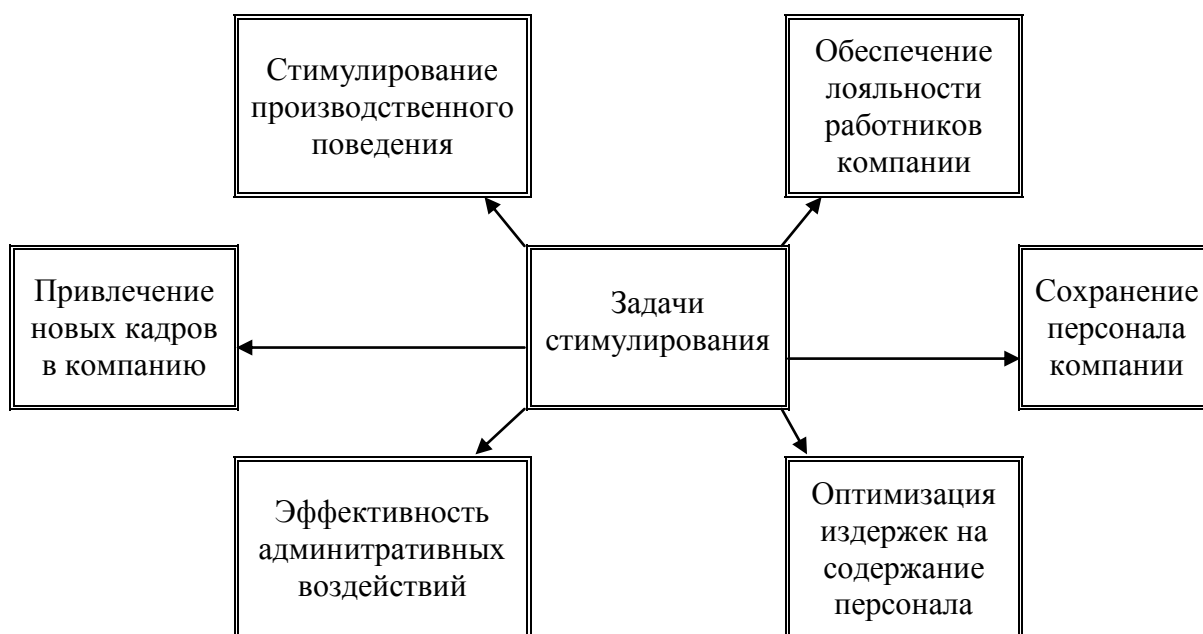 Стимулирование
производственного
поведения
Обеспечение
лояльности
работников
компании
Привлечение
новых кадров
в компанию
Задачи
стимулирования
Сохранение
персонала
компании
Эффективность
админитративных
воздействий
Оптимизация
издержек на
содержание
персонала